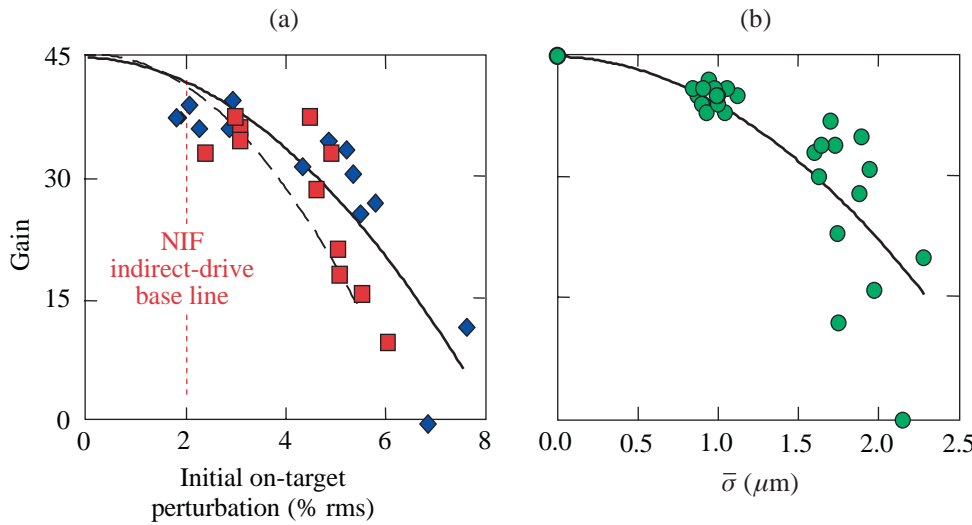 (a)
(b)
Gain
45
30
15
0
NIF
indirect-drive
base line
0 2 4 6 8
Initial on-target
perturbation (% rms)
0.0 0.5 1.0 1.5 2.0 2.5
σ̅ (μm)